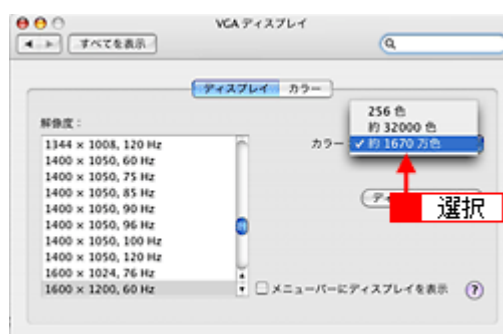 VGA ディスプレイ
すべてを表示
ディスプレイ カラー
解像度：
1344 × 1008, 120 Hz
1400 × 1050, 60 Hz
1400 × 1050, 75 Hz
1400 × 1050, 85 Hz
1400 × 1050, 90 Hz
1400 × 1050, 96 Hz
1400 × 1050, 100 Hz
1400 × 1050, 120 Hz
1600 × 1024, 76 Hz
1600 × 1200, 60 Hz
カラー
256 色
約 32000 色
✓ 約 1670 万色
選択
メニューバーにディスプレイを表示
?